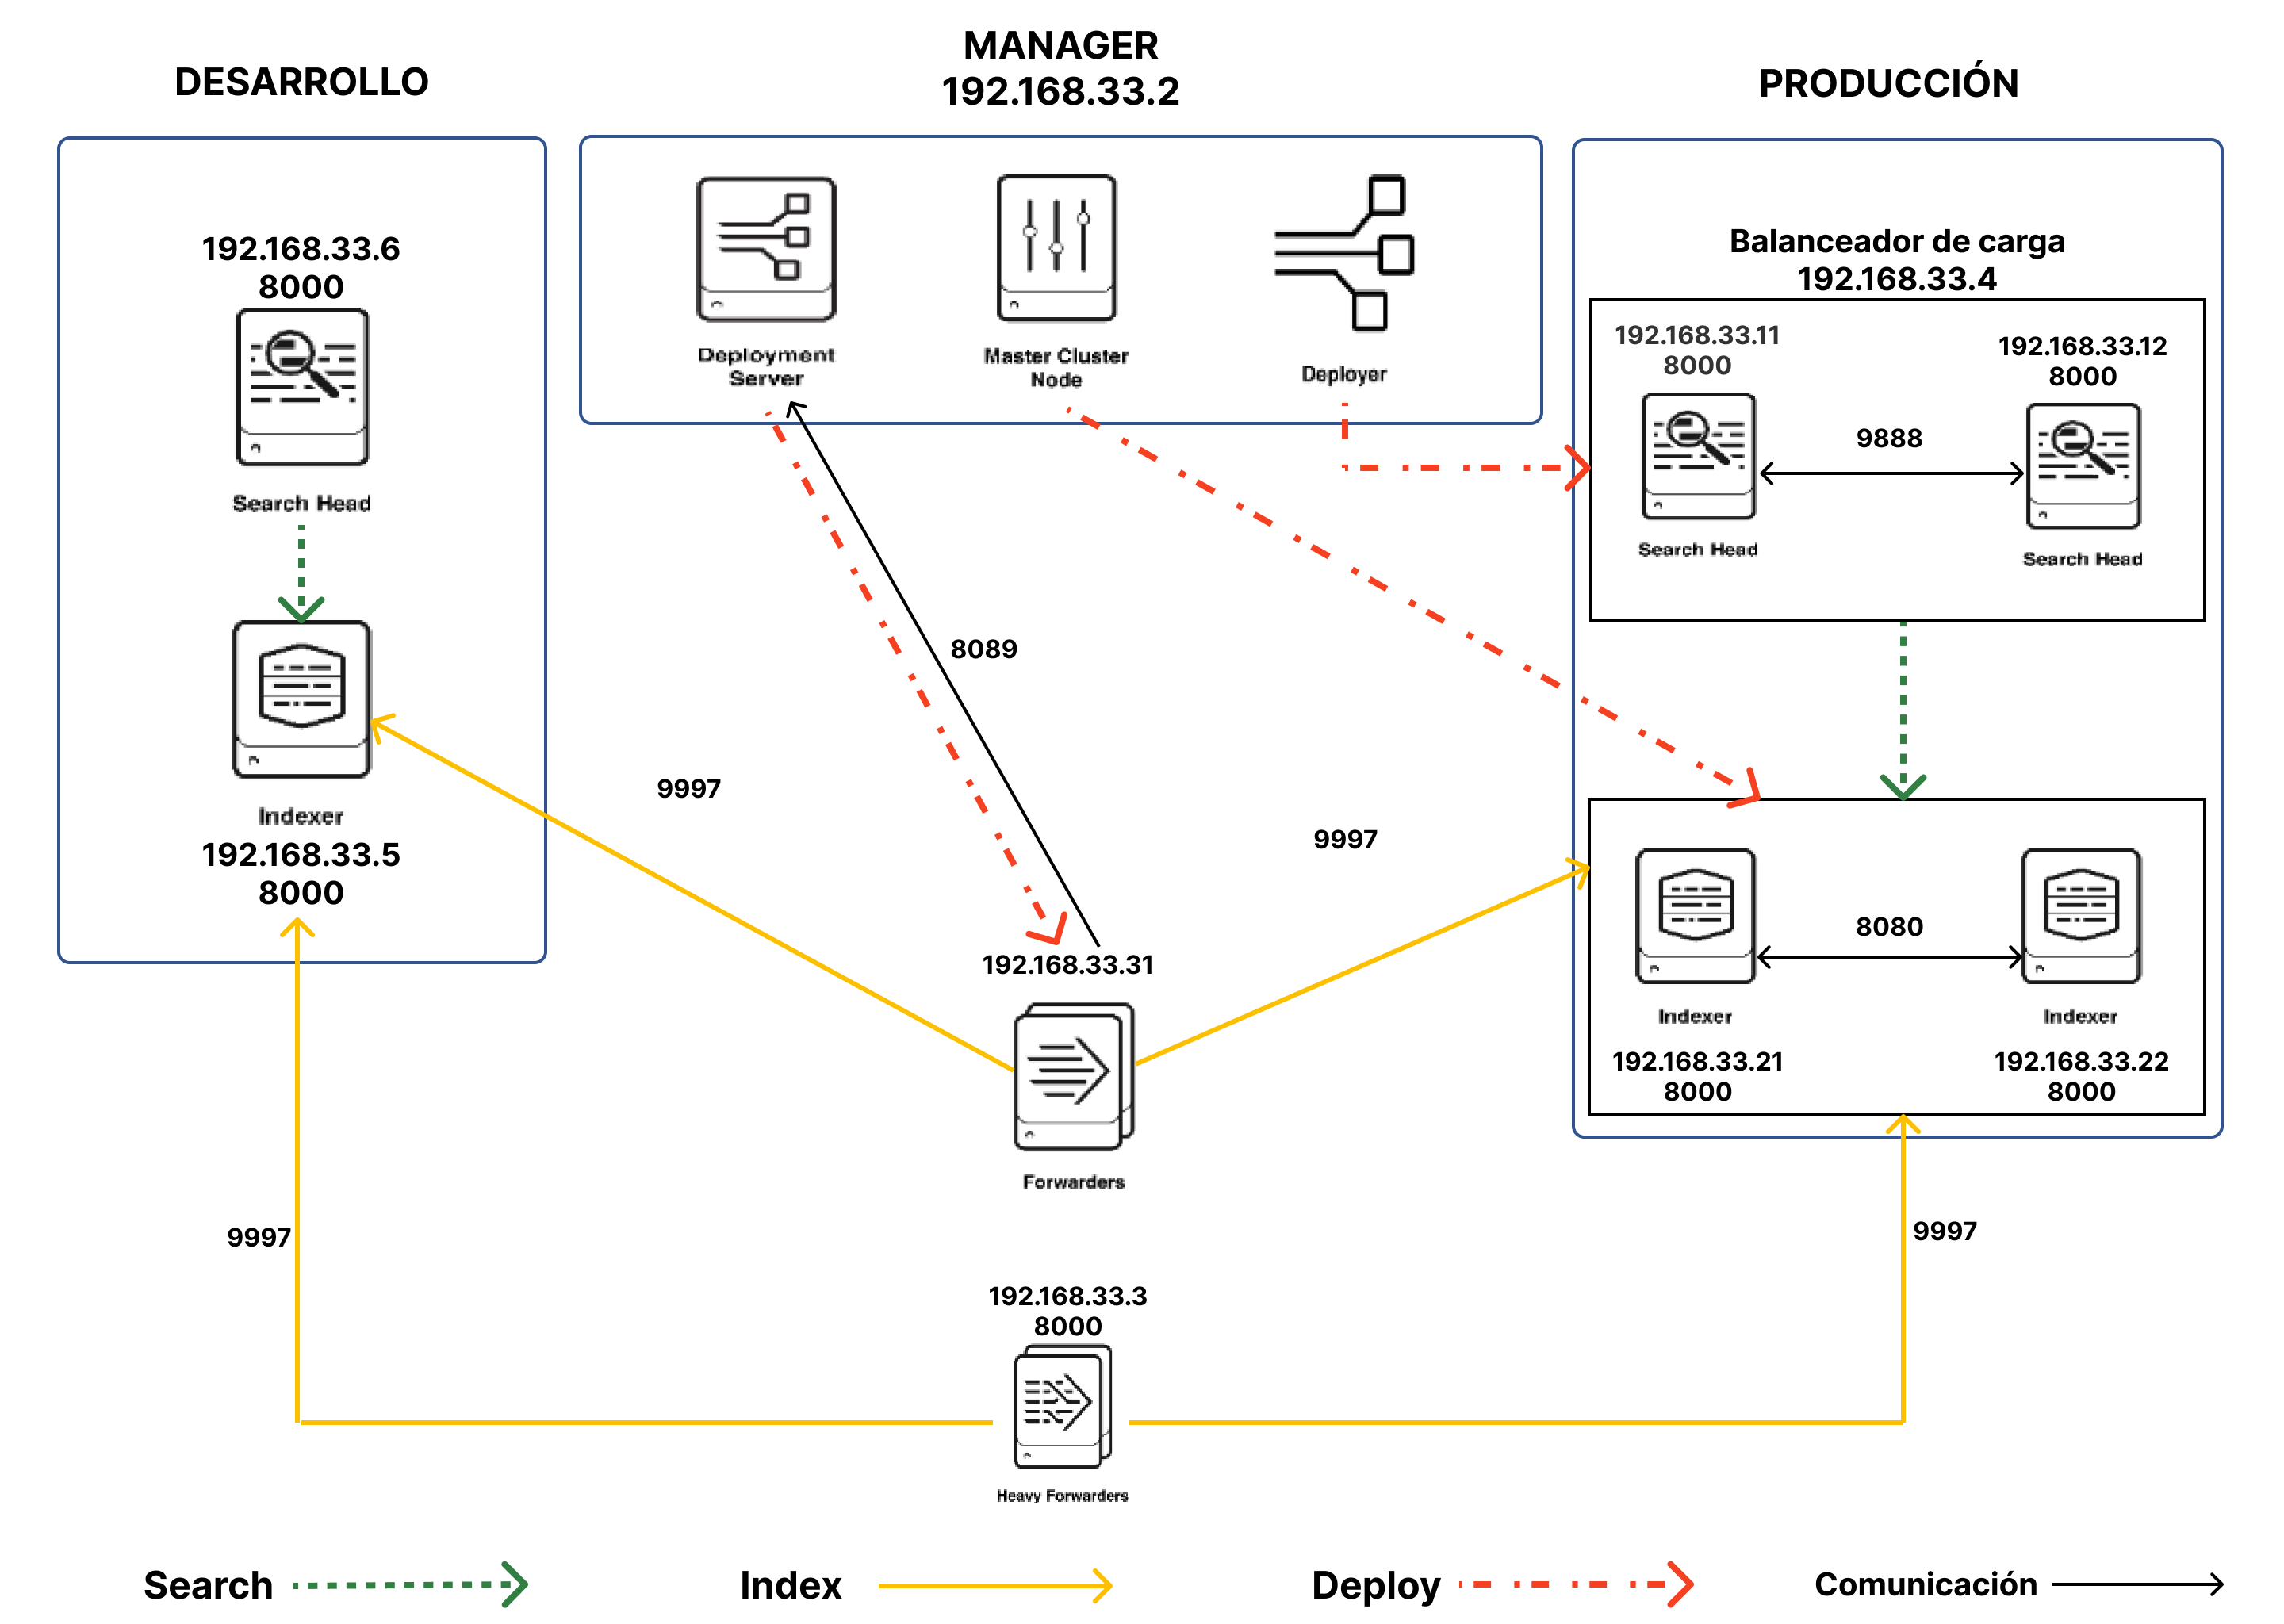 DESARROLLO
MANAGER
192.168.33.2
PRODUCCIÓN
192.168.33.6
8000
Search Head
Indexer
192.168.33.5
8000
Deployment
Server
Master Cluster
Node
Deployer
Balanceador de carga
192.168.33.4
192.168.33.11
8000
192.168.33.12
8000
9888
Search Head
Search Head
8089
9997
9997
192.168.33.31
Forwarders
8080
Indexer
Indexer
192.168.33.21
8000
192.168.33.22
8000
9997
9997
192.168.33.3
8000
Heavy Forwarders
Search
Index
Deploy
Comunicación